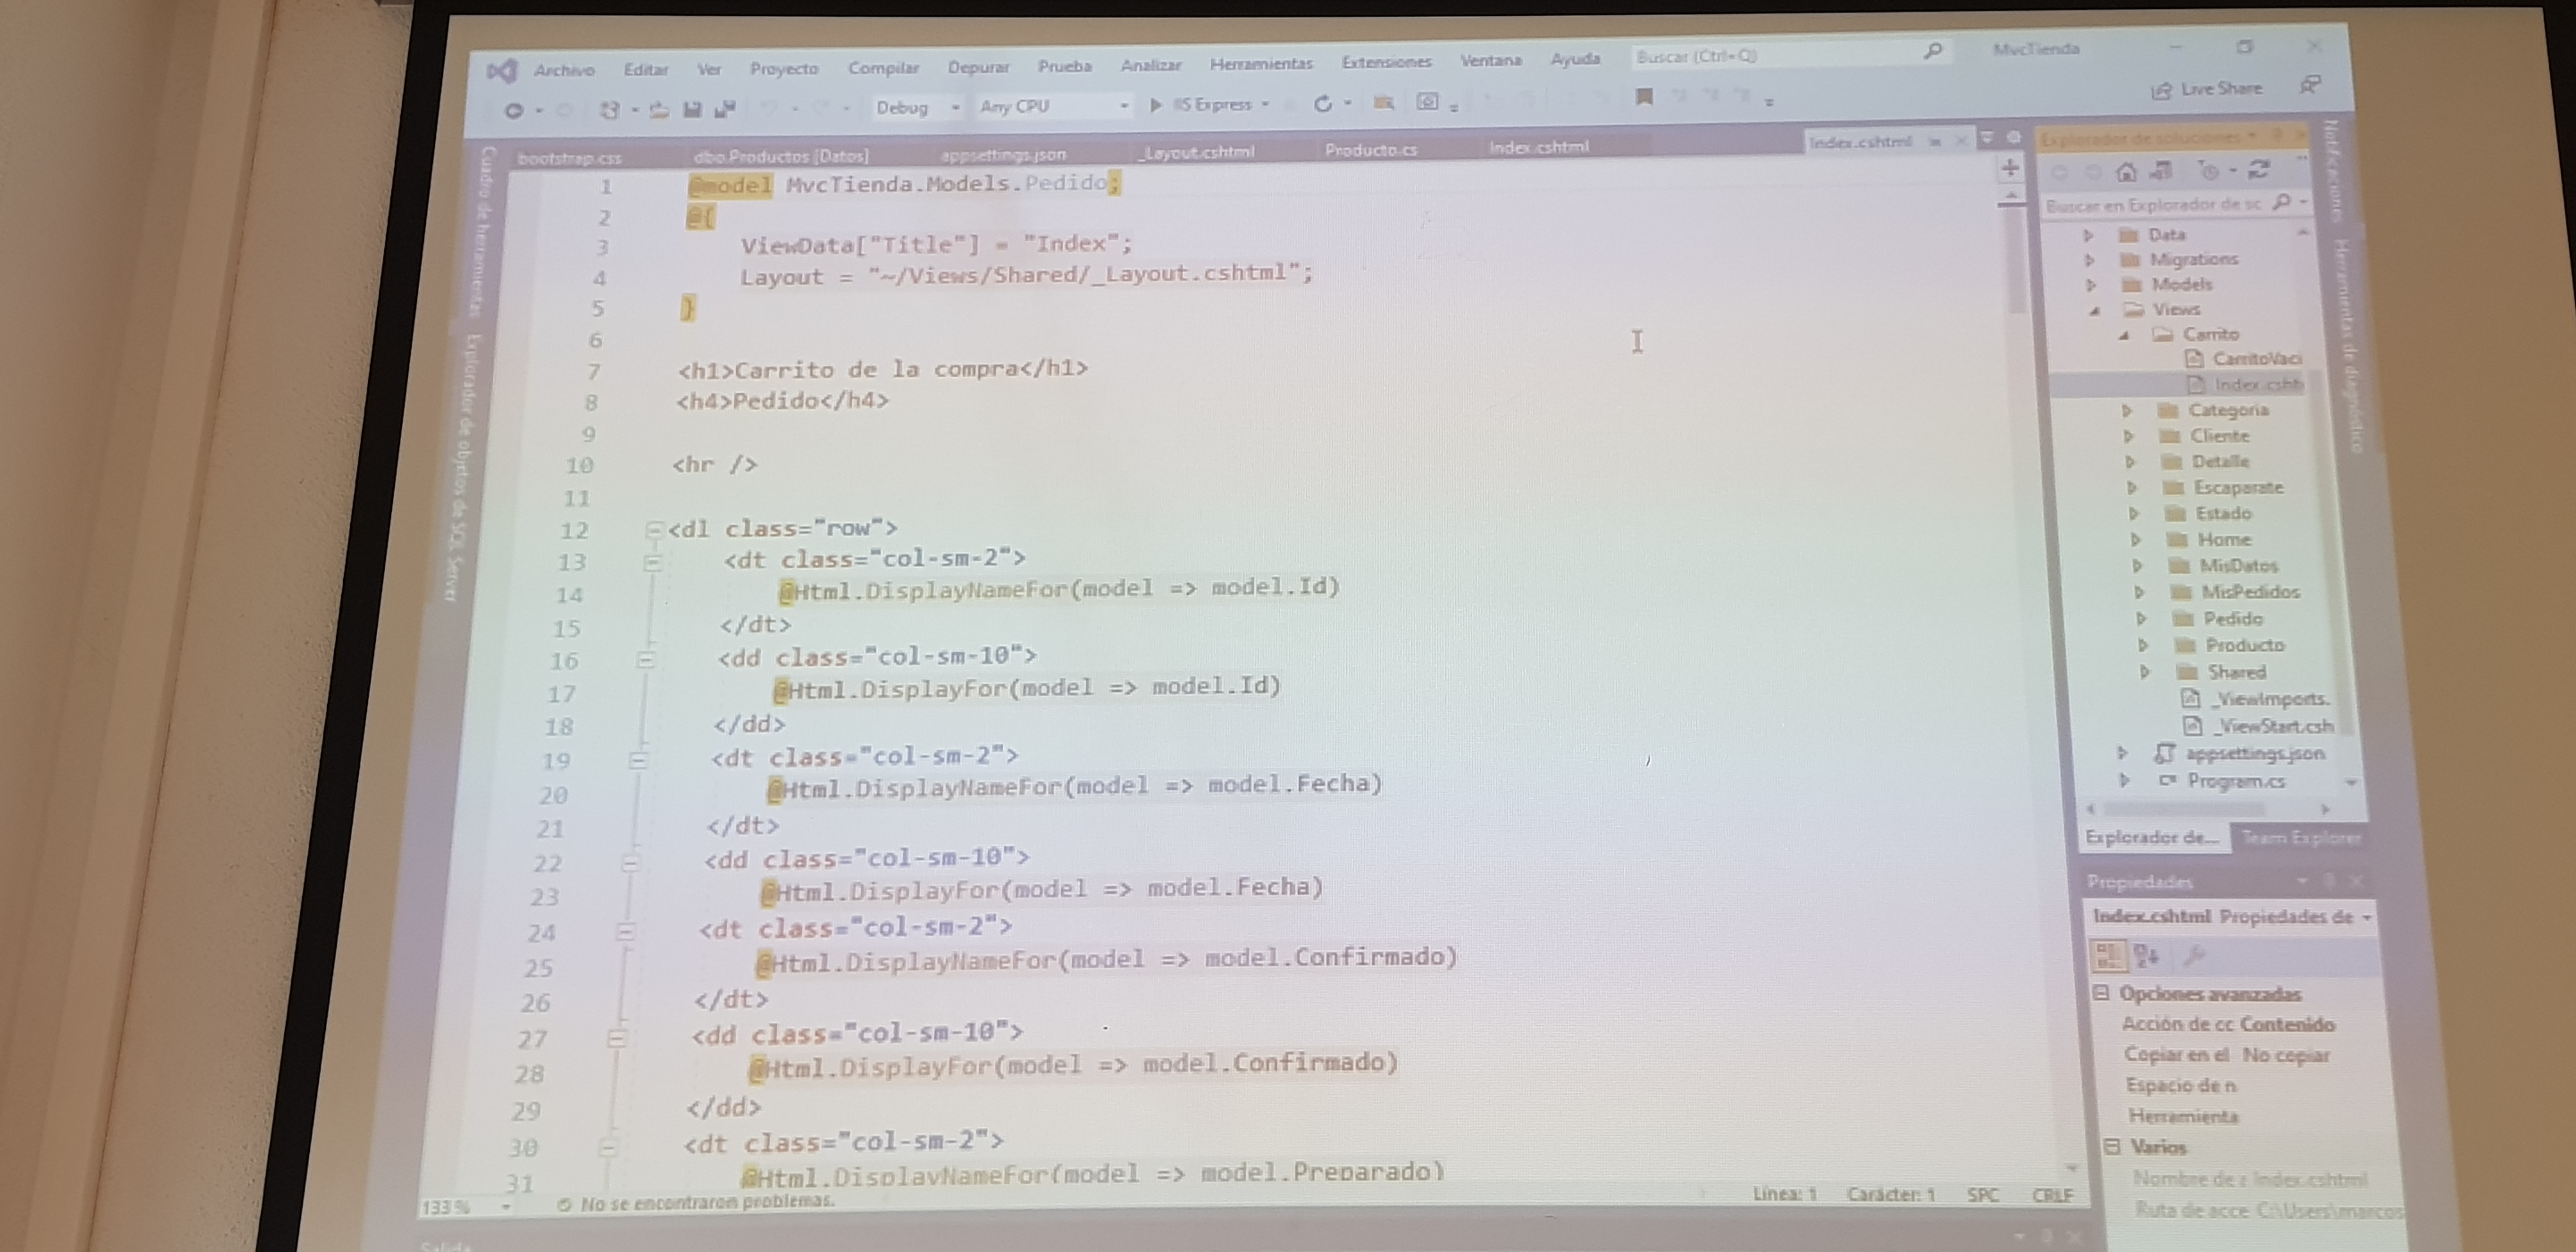 Archivo Editar Ver Proyecto Compilar Depurar Prueba Analizar Herramientas Extensiones Ventana Ayuda Buscar (Ctrl+Q) MvcTienda
Debug Any CPU IIS Express Live Share
bootstrap.css dbo.Productos [Datos] appsettings.json _Layout.cshtml Producto.cs Index.cshtml Index.cshtml
Cuadro de herramientas Explorador de objetos de SQL Server
1 @model MvcTienda.Models.Pedido;
2 @{
3 ViewData["Title"] = "Index";
4 Layout = "~/Views/Shared/_Layout.cshtml";
5 }
6
7 <h1>Carrito de la compra</h1>
8 <h4>Pedido</h4>
9
10 <hr />
11
12 <dl class="row">
13 <dt class="col-sm-2">
14 @Html.DisplayNameFor(model => model.Id)
15 </dt>
16 <dd class="col-sm-10">
17 @Html.DisplayFor(model => model.Id)
18 </dd>
19 <dt class="col-sm-2">
20 @Html.DisplayNameFor(model => model.Fecha)
21 </dt>
22 <dd class="col-sm-10">
23 @Html.DisplayFor(model => model.Fecha)
24 <dt class="col-sm-2">
25 @Html.DisplayNameFor(model => model.Confirmado)
26 </dt>
27 <dd class="col-sm-10">
28 @Html.DisplayFor(model => model.Confirmado)
29 </dd>
30 <dt class="col-sm-2">
31 @Html.DisplayNameFor(model => model.Preparado)
133 % No se encontraron problemas. Línea: 1 Carácter: 1 SPC CRLF
Salida
Explorador de soluciones
Buscar en Explorador de sc
Data
Migrations
Models
Views
Carrito
CarritoVaci
Index.csht
Categoria
Cliente
Detalle
Escaparate
Estado
Home
MisDatos
MisPedidos
Pedido
Producto
Shared
_ViewImports.
_ViewStart.csh
appsettings.json
C# Program.cs
Explorador de... Team Explorer
Propiedades
Index.cshtml Propiedades de
Opciones avanzadas
Acción de cc Contenido
Copiar en el No copiar
Espacio de n
Herramienta
Varios
Nombre de a Index.cshtml
Ruta de acce C:\Users\marcos
Notificaciones Herramientas de diagnóstico